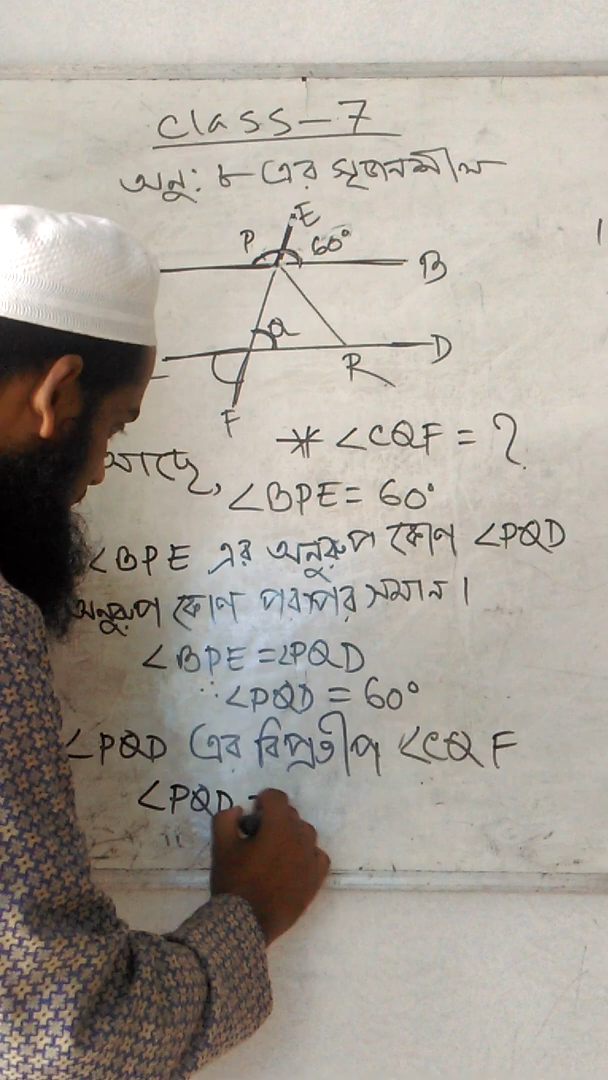 class-7
অনু: ৮ এর সৃজনশীল
E
P 60°
B
Q
R D
F
* ∠CQF = ?
আছে,
∠BPE = 60°
∠BPE এর অনুরুপ কোণ ∠PQD
অনুরুপ কোণ পরস্পর সমান।
∠BPE = ∠PQD
∴ ∠PQD = 60°
∠PQD এর বিপ্রতীপ ∠CQF
∠PQD =